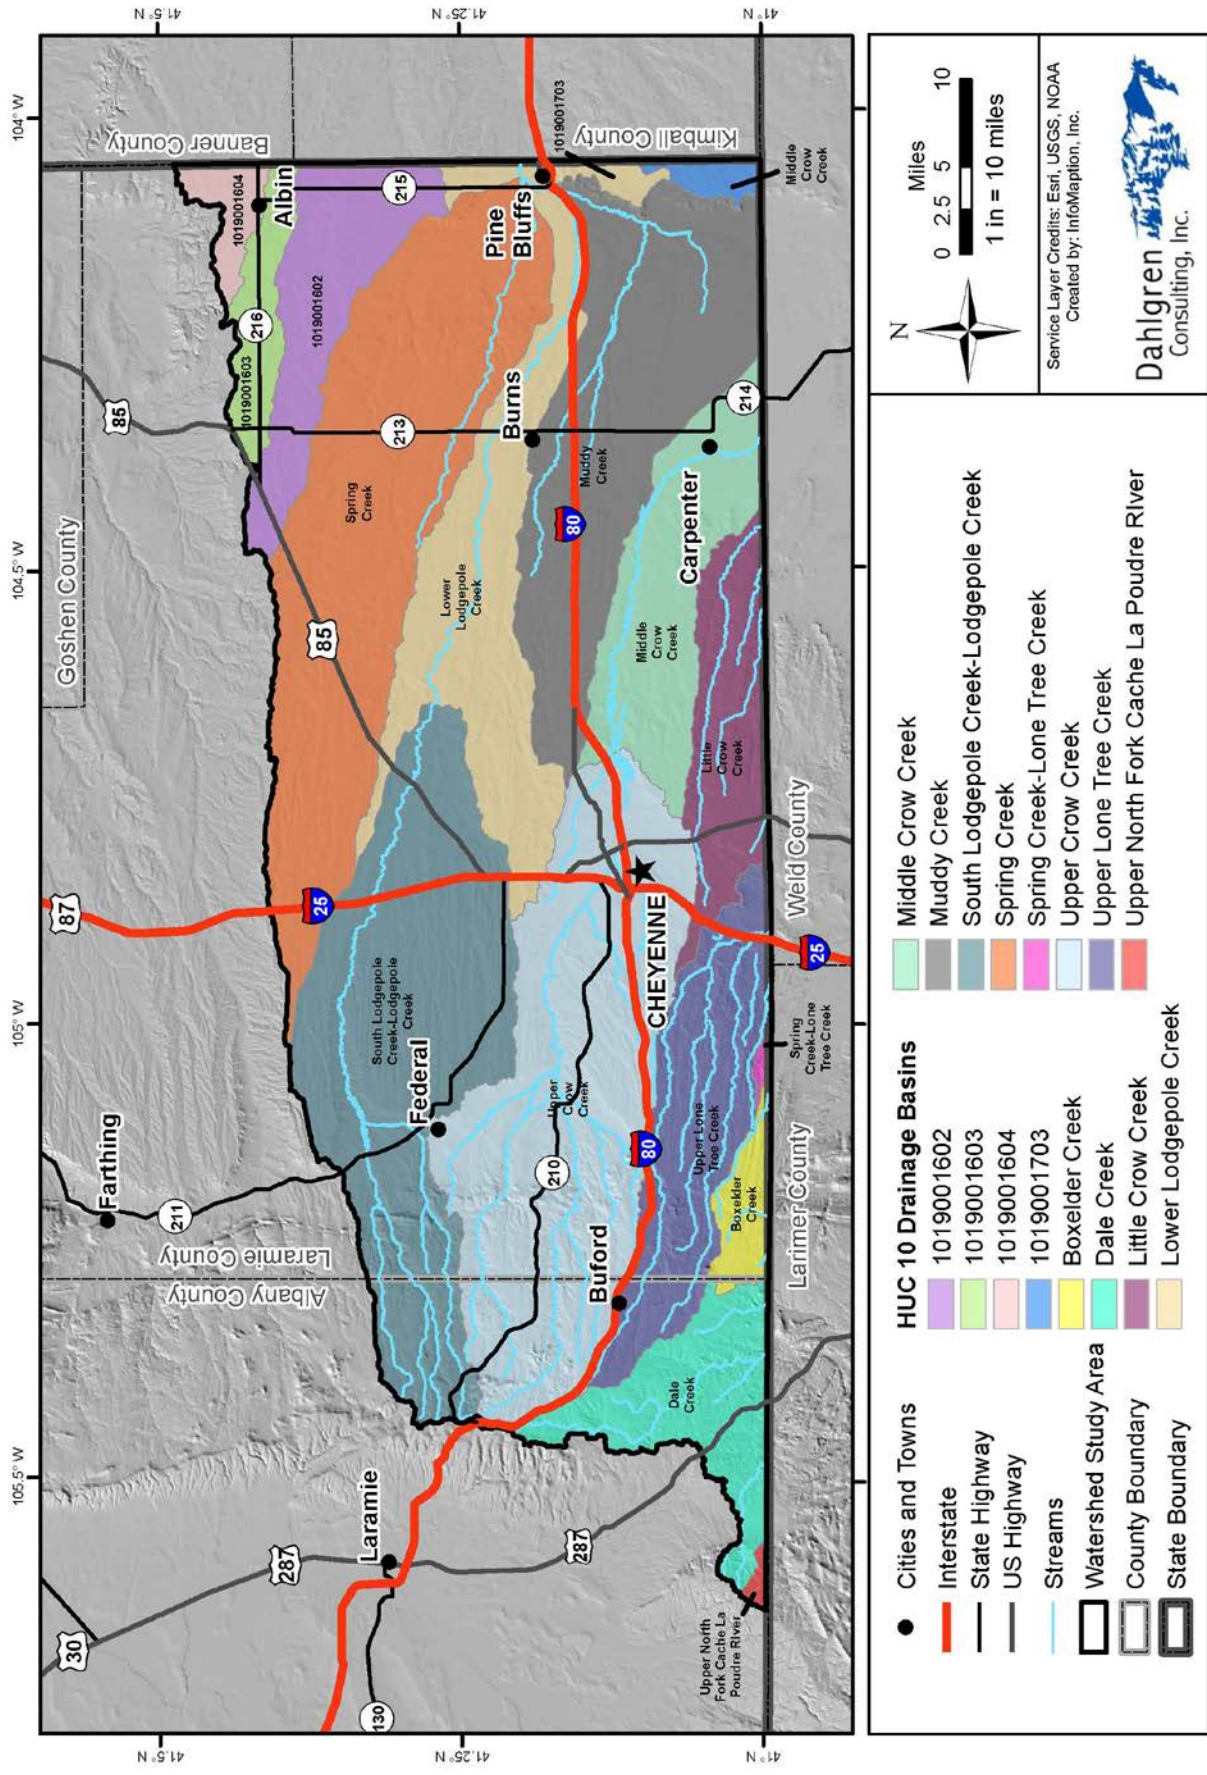 105.5° W
105° W
104.5° W
104° W
41.5° N
41.25° N
41° N
41.5° N
41.25° N
41° N
Goshen County
Banner County
Kimball County
Albany County
Laramie County
Larimer County
Weld County
30
287
287
130
Laramie
Farthing
211
87
85
85
25
25
80
80
210
213
214
215
216
Federal
Buford
CHEYENNE
Burns
Carpenter
Pine
Bluffs
Albin
1019001604
1019001603
1019001602
1019001703
Middle
Crow
Creek
Spring
Creek
Lower
Lodgepole
Creek
Muddy
Creek
Middle
Crow
Creek
Little
Crow
Creek
South Lodgepole
Creek-Lodgepole
Creek
Upper
Crow
Creek
Upper Lone
Tree Creek
Boxelder
Creek
Dale
Creek
Spring
Creek-Lone
Tree Creek
Upper North
Fork Cache La
Poudre River
Cities and Towns
Interstate
State Highway
US Highway
Streams
Watershed Study Area
County Boundary
State Boundary
HUC 10 Drainage Basins
1019001602
1019001603
1019001604
1019001703
Boxelder Creek
Dale Creek
Little Crow Creek
Lower Lodgepole Creek
Middle Crow Creek
Muddy Creek
South Lodgepole Creek-Lodgepole Creek
Spring Creek
Spring Creek-Lone Tree Creek
Upper Crow Creek
Upper Lone Tree Creek
Upper North Fork Cache La Poudre River
N
Miles
0 2.5 5 10
1 in = 10 miles
Service Layer Credits: Esri, USGS, NOAA
Created by: InfoMaption, Inc.
Dahlgren
Consulting, Inc.